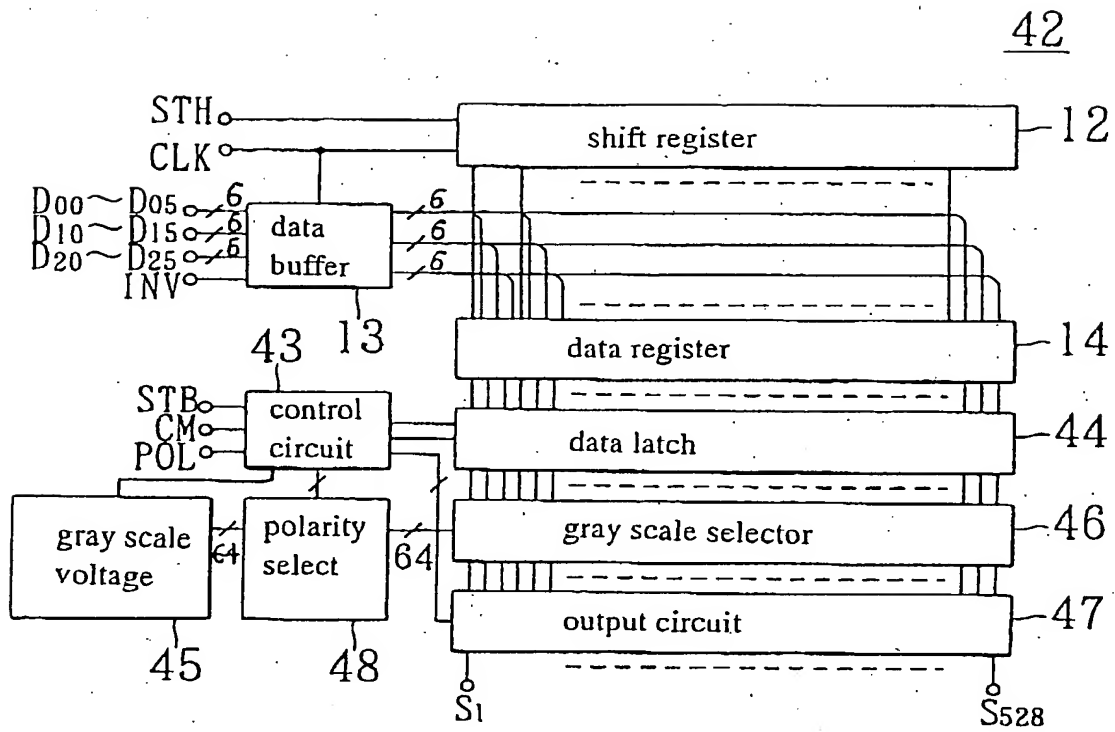 42
STH
shift register
12
CLK
D00~D05
6
6
D10~D15
6
data
6
D20~D25
6
buffer
6
INV
13
43
data register
14
STB
control
CM
circuit
data latch
44
POL
gray scale
voltage
64
polarity
select
64
gray scale selector
46
output circuit
47
45
48
S1
S528